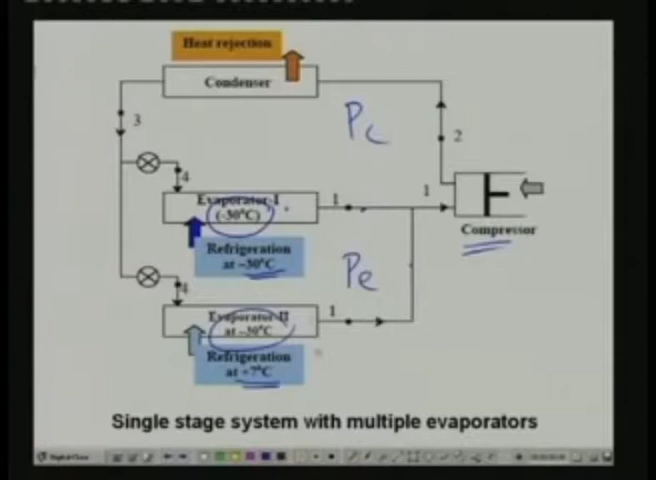 Heat rejection
Condenser
3
Pc
2
4
Evaporator-I
(-30°C)
1
1
Compressor
Refrigeration
at -30°C
Pe
4
Evaporator-II
at -30°C
1
Refrigeration
at +7°C
Single stage system with multiple evaporators